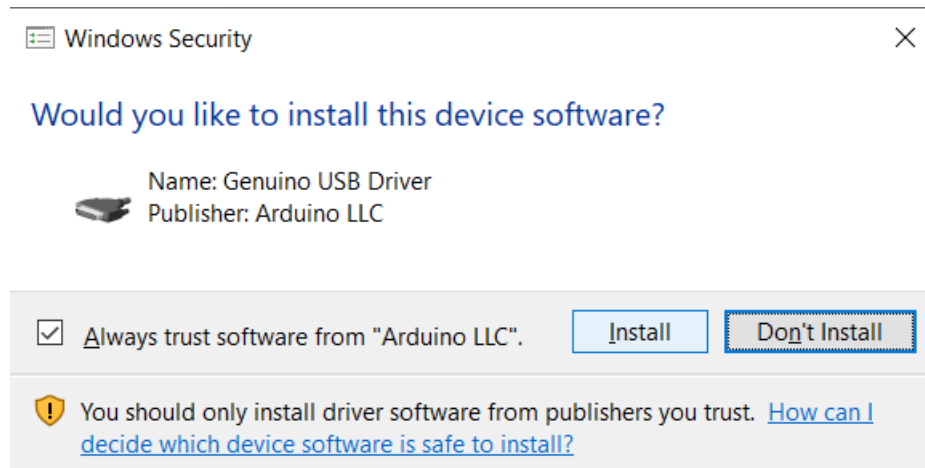 Windows Security
Would you like to install this device software?
Name: Genuino USB Driver
Publisher: Arduino LLC
Always trust software from "Arduino LLC".
Install
Don't Install
You should only install driver software from publishers you trust. How can I
decide which device software is safe to install?